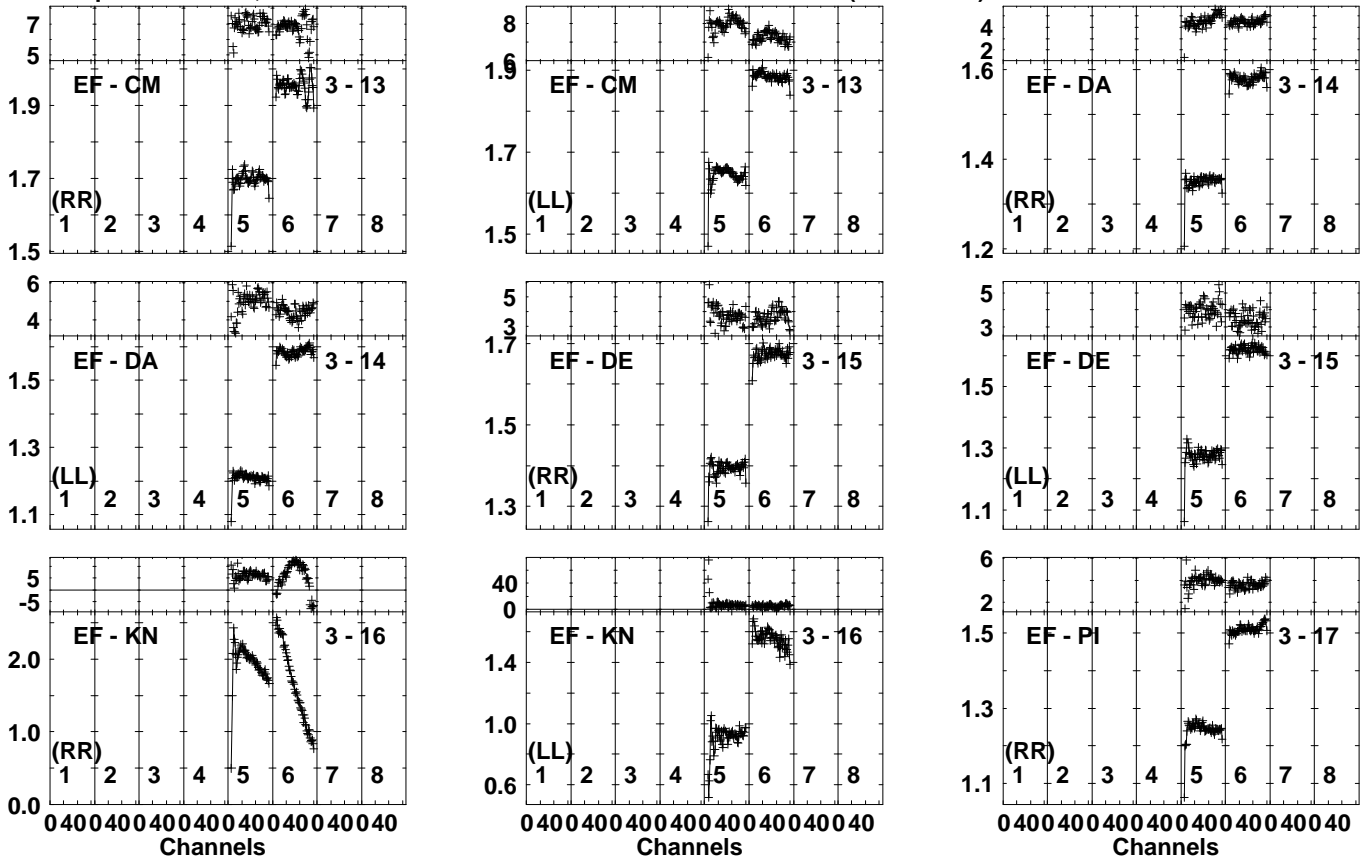 7
5
EF - CM 3 - 13
1.9
1.7
(RR)
1 2 3 4 5 6 7 8
1.5
8
6
1.9
EF - CM 3 - 13
1.7
(LL)
1 2 3 4 5 6 7 8
1.5
4
2
1.6
EF - DA 3 - 14
1.4
(RR)
1 2 3 4 5 6 7 8
1.2
6
4
EF - DA 3 - 14
1.5
1.3
(LL)
1 2 3 4 5 6 7 8
1.1
5
3
1.7
EF - DE 3 - 15
1.5
(RR)
1 2 3 4 5 6 7 8
1.3
5
3
EF - DE 3 - 15
1.5
1.3
(LL)
1 2 3 4 5 6 7 8
1.1
5
-5
EF - KN 3 - 16
2.0
1.0
(RR)
1 2 3 4 5 6 7 8
0.0
0 40 0 40 0 40 0 40 0 40 0 40 0 40 0 40
Channels
40
0
EF - KN 3 - 16
1.4
1.0
(LL)
1 2 3 4 5 6 7 8
0.6
0 40 0 40 0 40 0 40 0 40 0 40 0 40 0 40
Channels
6
2
EF - PI 3 - 17
1.5
1.3
(RR)
1 2 3 4 5 6 7 8
1.1
0 40 0 40 0 40 0 40 0 40 0 40 0 40 0 40
Channels